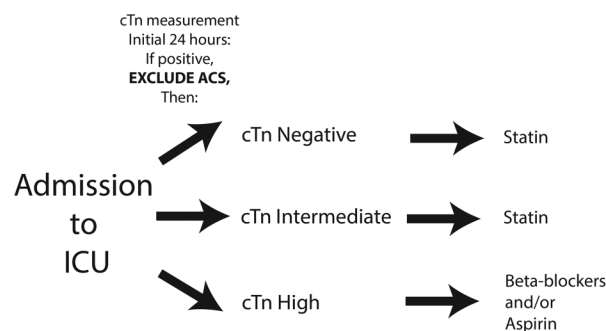 cTn measurement
Initial 24 hours:
If positive,
EXCLUDE ACS,
Then:
Admission
to
ICU
cTn Negative
Statin
cTn Intermediate
Statin
cTn High
Beta-blockers
and/or
Aspirin